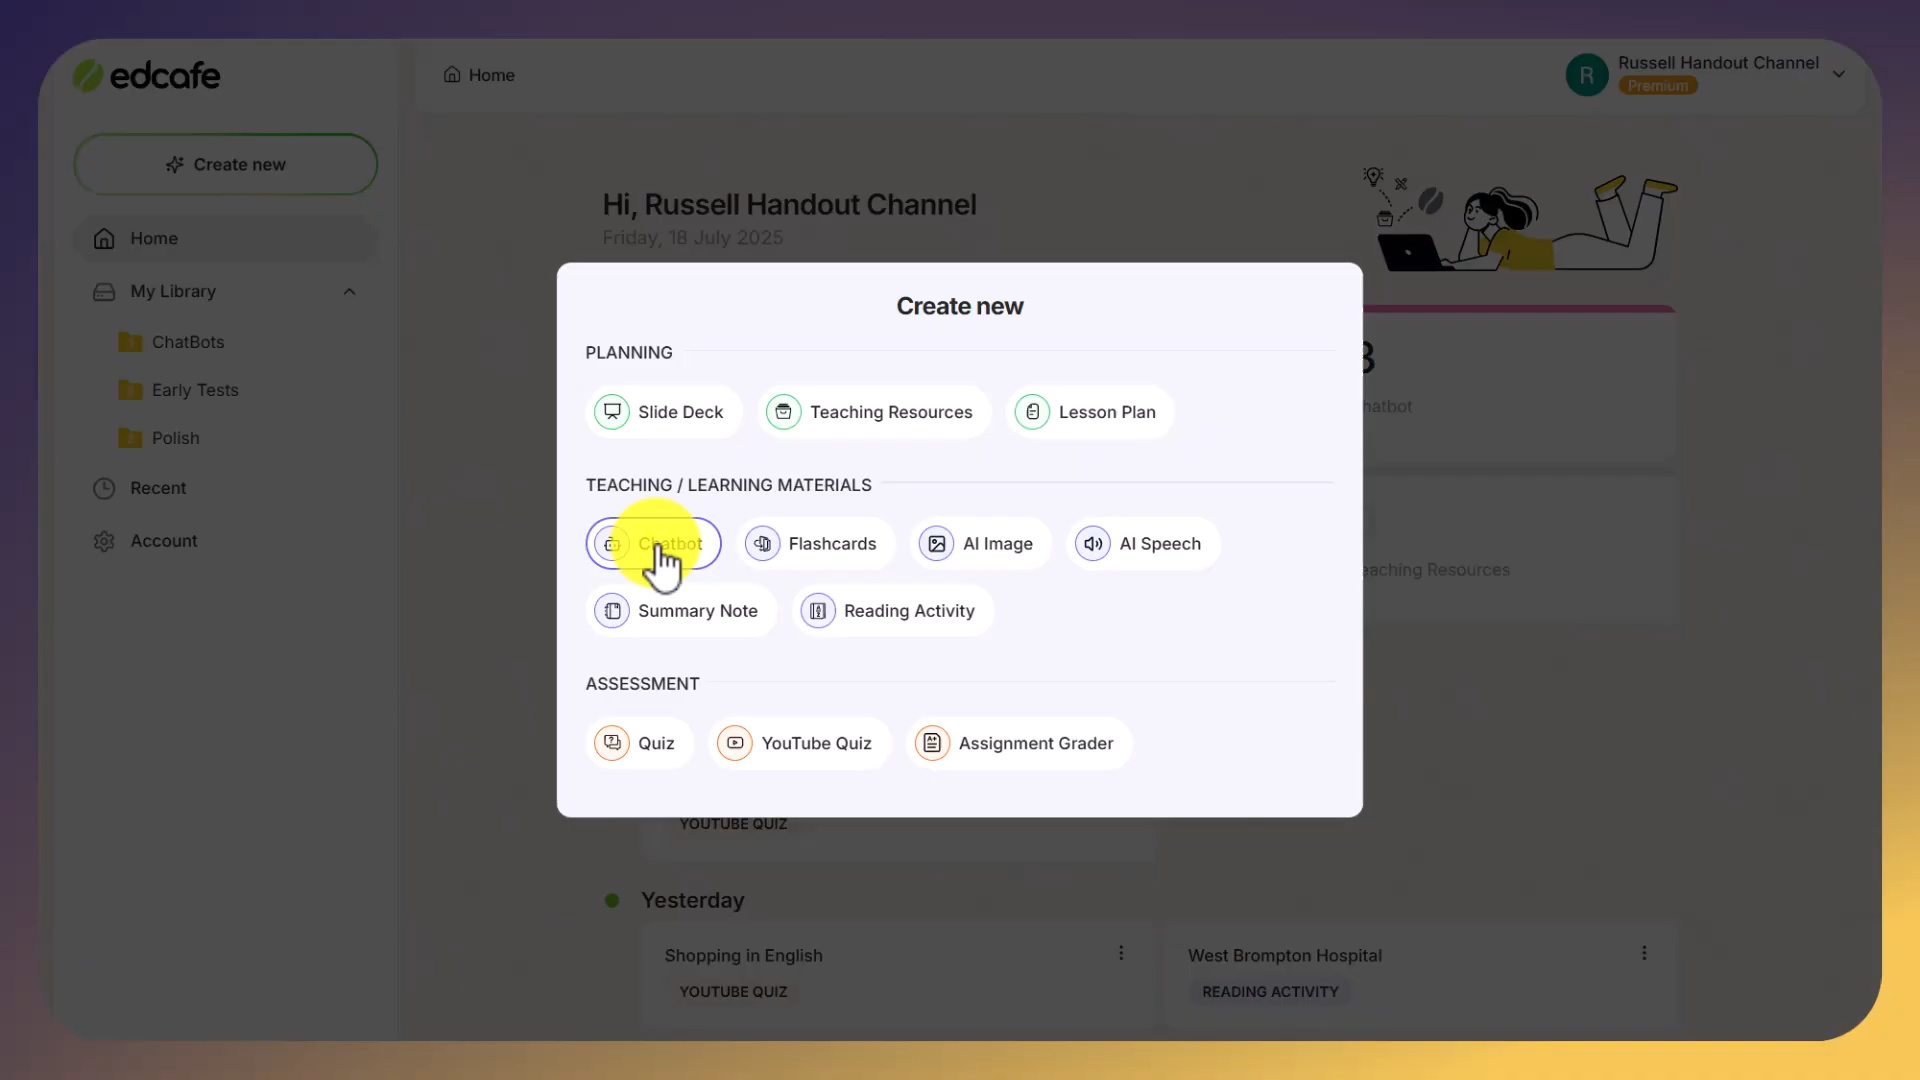 edcafe
Home
Russell Handout Channel
R
Premium
Create new
Hi, Russell Handout Channel
Friday, 18 July 2025
Home
My Library
ChatBots
Early Tests
Polish
Recent
Account
Create new
PLANNING
Slide Deck
Teaching Resources
Lesson Plan
TEACHING / LEARNING MATERIALS
Chatbot
Flashcards
AI Image
AI Speech
Summary Note
Reading Activity
ASSESSMENT
Quiz
YouTube Quiz
Assignment Grader
YOUTUBE QUIZ
Yesterday
Shopping in English
West Brompton Hospital
YOUTUBE QUIZ
READING ACTIVITY